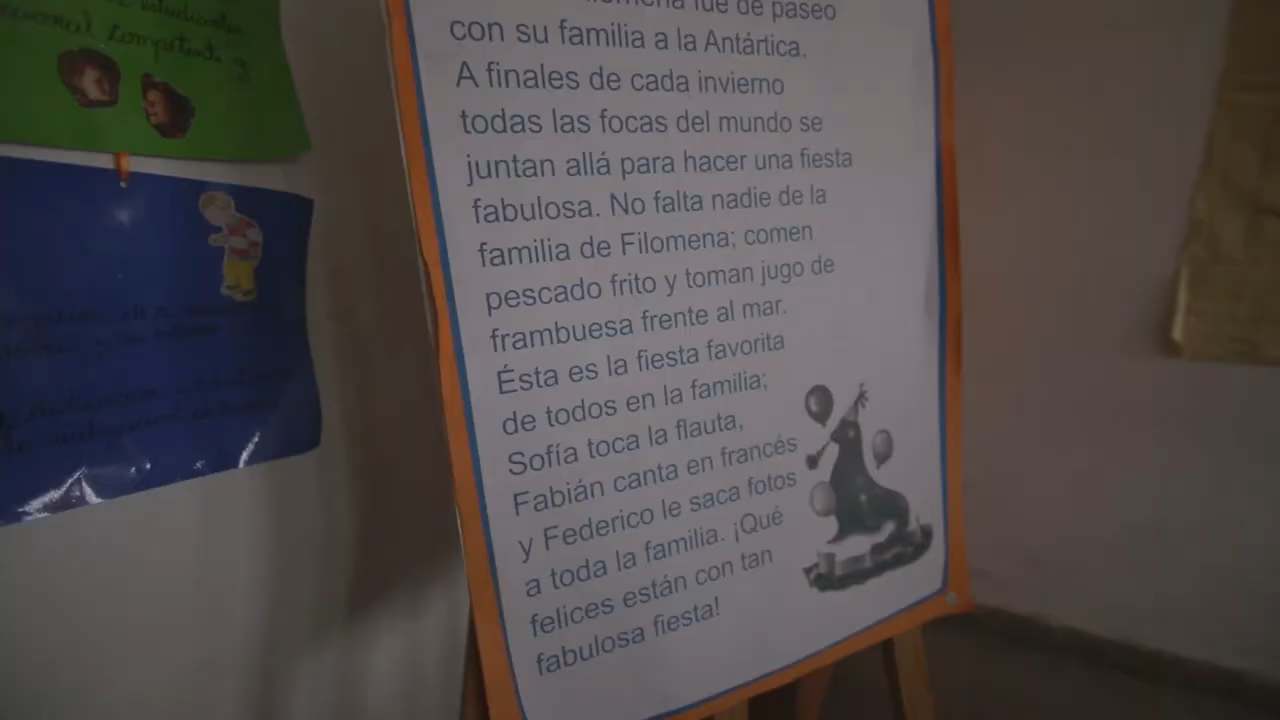 fue de paseo
con su familia a la Antártica.
A finales de cada invierno
todas las focas del mundo se
juntan allá para hacer una fiesta
fabulosa. No falta nadie de la
familia de Filomena; comen
pescado frito y toman jugo de
frambuesa frente al mar.
Ésta es la fiesta favorita
de todos en la familia;
Sofía toca la flauta,
Fabián canta en francés
y Federico le saca fotos
a toda la familia. ¡Qué
felices están con tan
fabulosa fiesta!